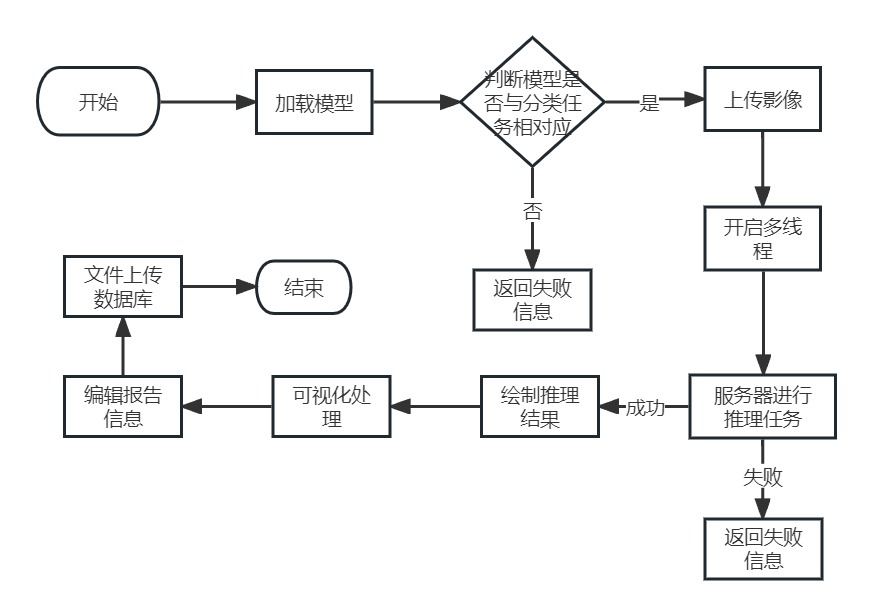 开始
加载模型
判断模型是
否与分类任
务相对应
是
上传影像
开启多线
程
否
返回失败
信息
服务器进行
推理任务
成功
绘制推理
结果
可视化处
理
编辑报告
信息
文件上传
数据库
结束
失败
返回失败
信息